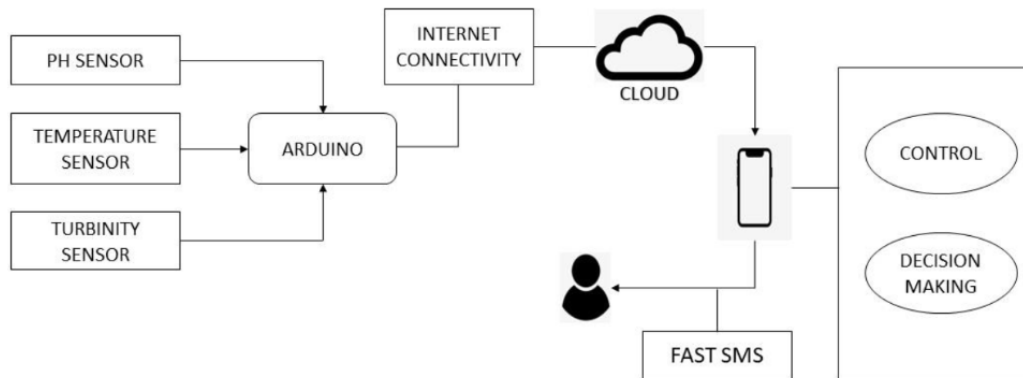 PH SENSOR
TEMPERATURE
SENSOR
TURBINITY
SENSOR
ARDUINO
INTERNET
CONNECTIVITY
CLOUD
CONTROL
DECISION
MAKING
FAST SMS